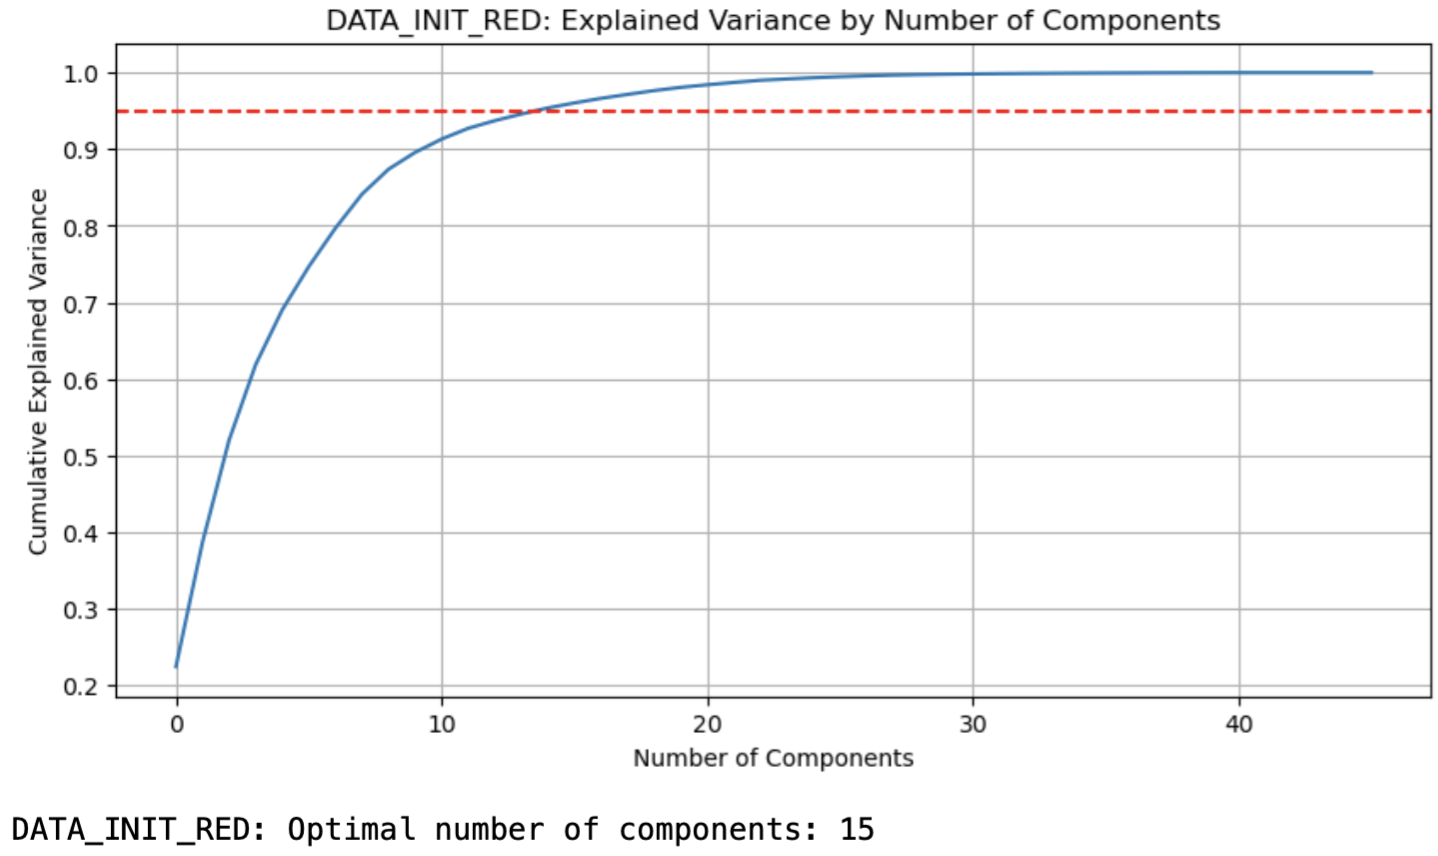 DATA_INIT_RED: Explained Variance by Number of Components
Cumulative Explained Variance
1.0
0.9
0.8
0.7
0.6
0.5
0.4
0.3
0.2
0 10 20 30 40
Number of Components
DATA_INIT_RED: Optimal number of components: 15